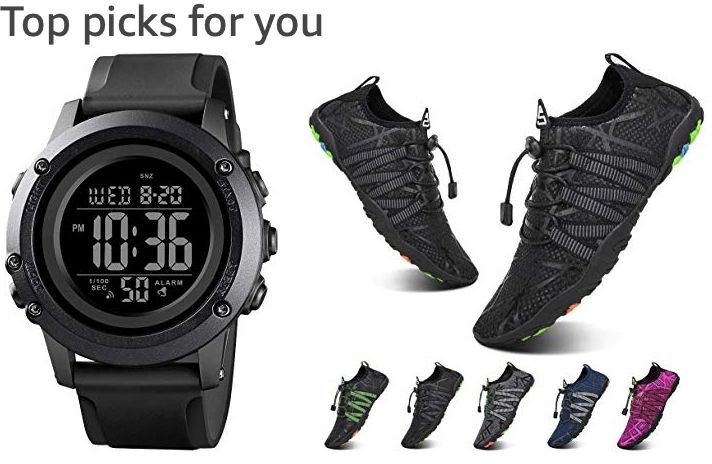 Top picks for you
SNZ
WED 8-20
PM 10:36
1/100
SEC 50 ALARM